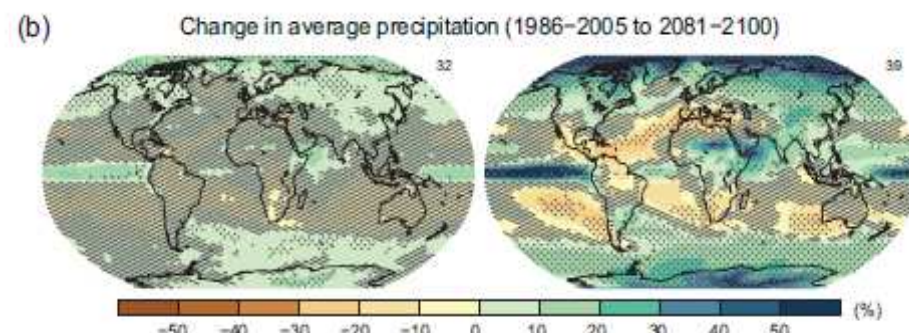 (b) Change in average precipitation (1986−2005 to 2081−2100)
32 39
−50 −40 −30 −20 −10 0 10 20 30 40 50 (%)